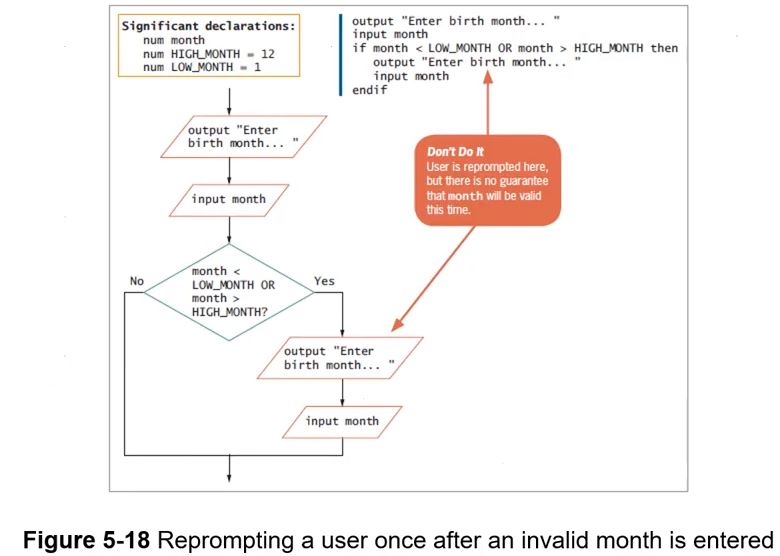 Significant declarations:
num month
num HIGH_MONTH = 12
num LOW_MONTH = 1
output "Enter birth month... "
input month
if month < LOW_MONTH OR month > HIGH_MONTH then
output "Enter birth month... "
input month
endif
Don't Do It
User is reprompted here,
but there is no guarantee
that month will be valid
this time.
output "Enter
birth month... "
input month
month <
LOW_MONTH OR
month >
HIGH_MONTH?
No
Yes
output "Enter
birth month... "
input month
Figure 5-18 Reprompting a user once after an invalid month is entered